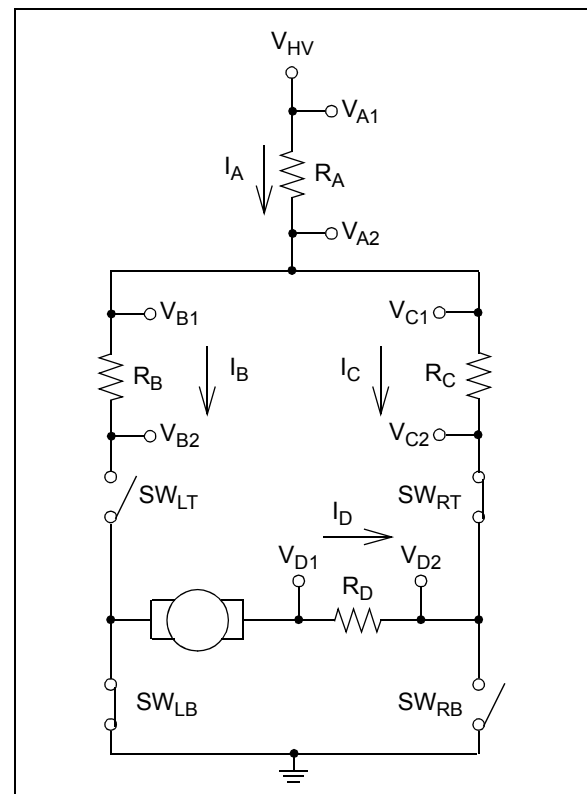 V_HV
V_A1
I_A
R_A
V_A2
V_B1
V_C1
R_B
I_B
I_C
R_C
V_B2
V_C2
SW_LT
SW_RT
I_D
V_D1
V_D2
R_D
SW_LB
SW_RB